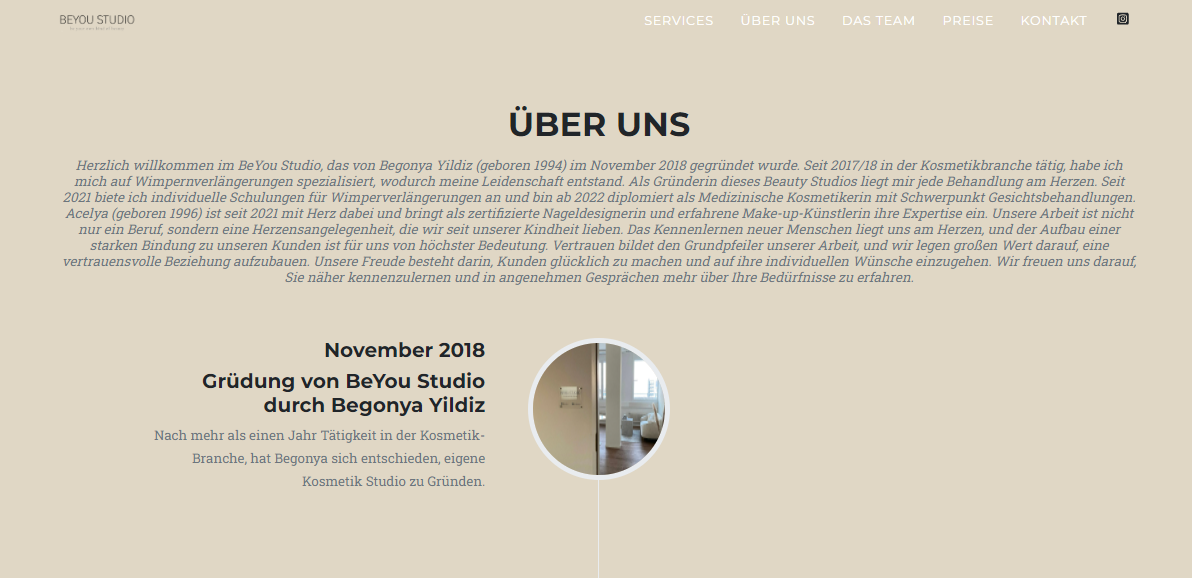 BEYOU STUDIO
SERVICES ÜBER UNS DAS TEAM PREISE KONTAKT
ÜBER UNS
Herzlich willkommen im BeYou Studio, das von Begonya Yildiz (geboren 1994) im November 2018 gegründet wurde. Seit 2017/18 in der Kosmetikbranche tätig, habe ich
mich auf Wimpernverlängerungen spezialisiert, wodurch meine Leidenschaft entstand. Als Gründerin dieses Beauty Studios liegt mir jede Behandlung am Herzen. Seit
2021 biete ich individuelle Schulungen für Wimperverlängerungen an und bin ab 2022 diplomiert als Medizinische Kosmetikerin mit Schwerpunkt Gesichtsbehandlungen.
Acelya (geboren 1996) ist seit 2021 mit Herz dabei und bringt als zertifizierte Nageldesignerin und erfahrene Make-up-Künstlerin ihre Expertise ein. Unsere Arbeit ist nicht
nur ein Beruf, sondern eine Herzensangelegenheit, die wir seit unserer Kindheit lieben. Das Kennenlernen neuer Menschen liegt uns am Herzen, und der Aufbau einer
starken Bindung zu unseren Kunden ist für uns von höchster Bedeutung. Vertrauen bildet den Grundpfeiler unserer Arbeit, und wir legen großen Wert darauf, eine
vertrauensvolle Beziehung aufzubauen. Unsere Freude besteht darin, Kunden glücklich zu machen und auf ihre individuellen Wünsche einzugehen. Wir freuen uns darauf,
Sie näher kennenzulernen und in angenehmen Gesprächen mehr über Ihre Bedürfnisse zu erfahren.
November 2018
Grüdung von BeYou Studio
durch Begonya Yildiz
Nach mehr als einen Jahr Tätigkeit in der Kosmetik-
Branche, hat Begonya sich entschieden, eigene
Kosmetik Studio zu Gründen.